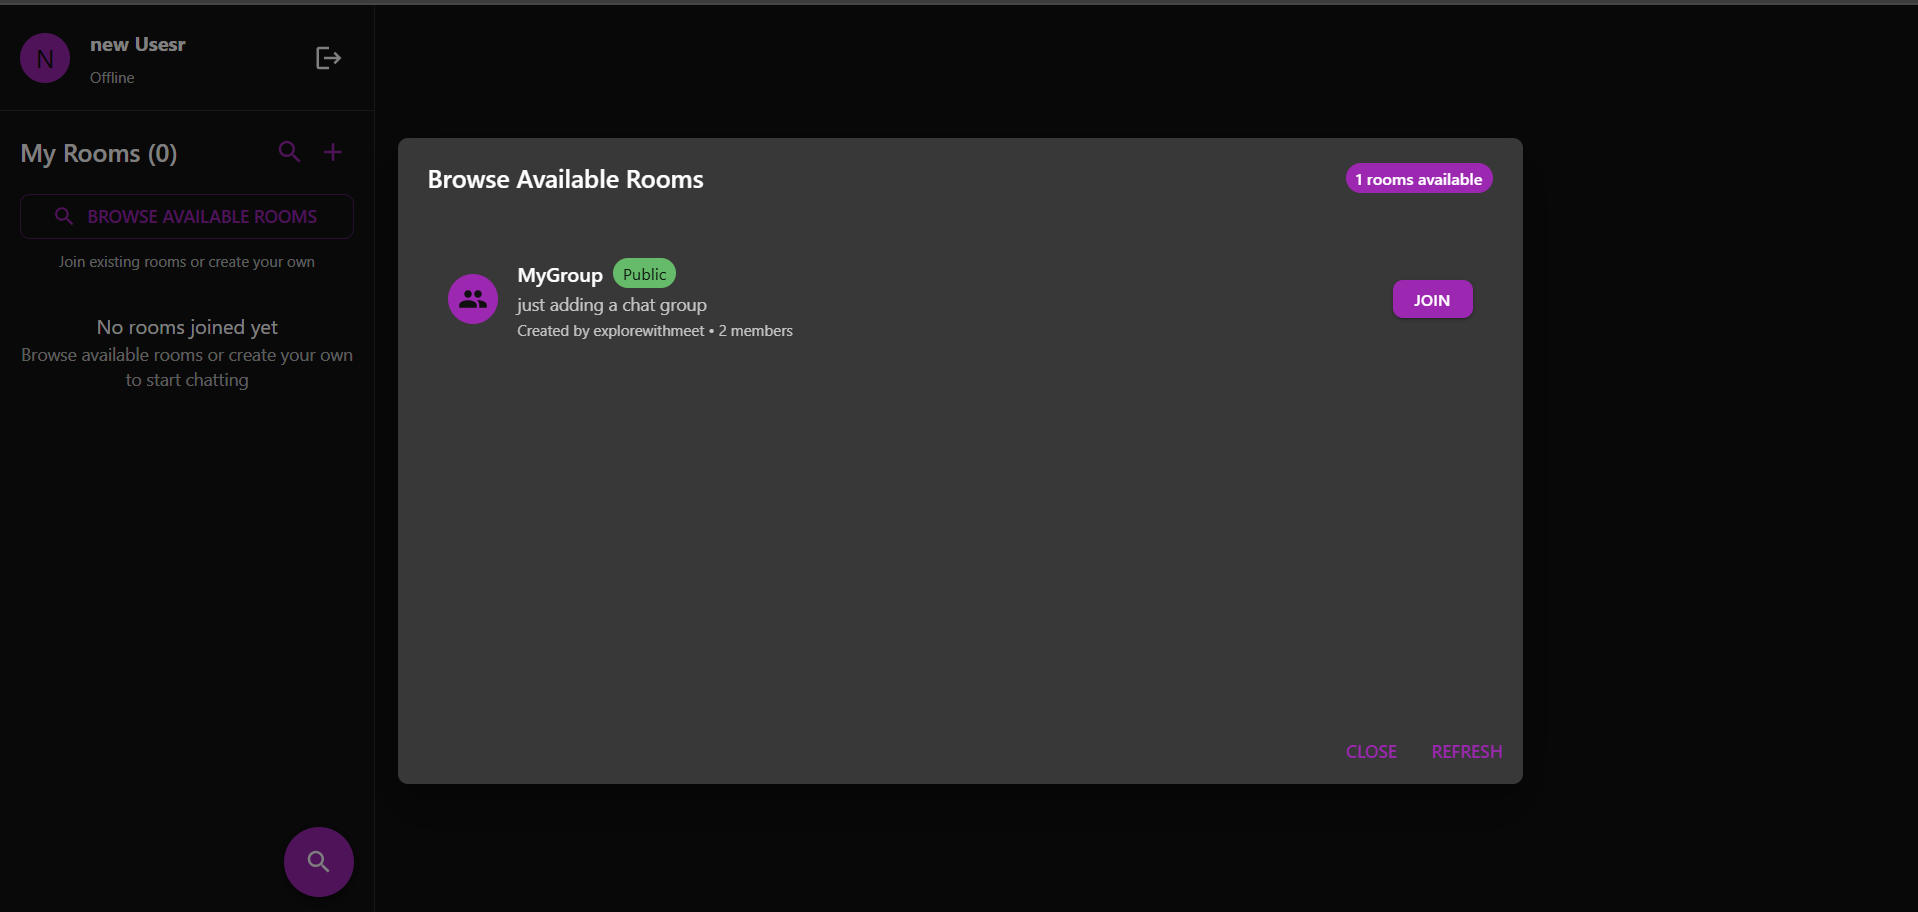 N
new Usesr
Offline
My Rooms (0)
BROWSE AVAILABLE ROOMS
Join existing rooms or create your own
No rooms joined yet
Browse available rooms or create your own
to start chatting
Browse Available Rooms
1 rooms available
MyGroup Public
just adding a chat group
Created by explorewithmeet • 2 members
JOIN
CLOSE REFRESH